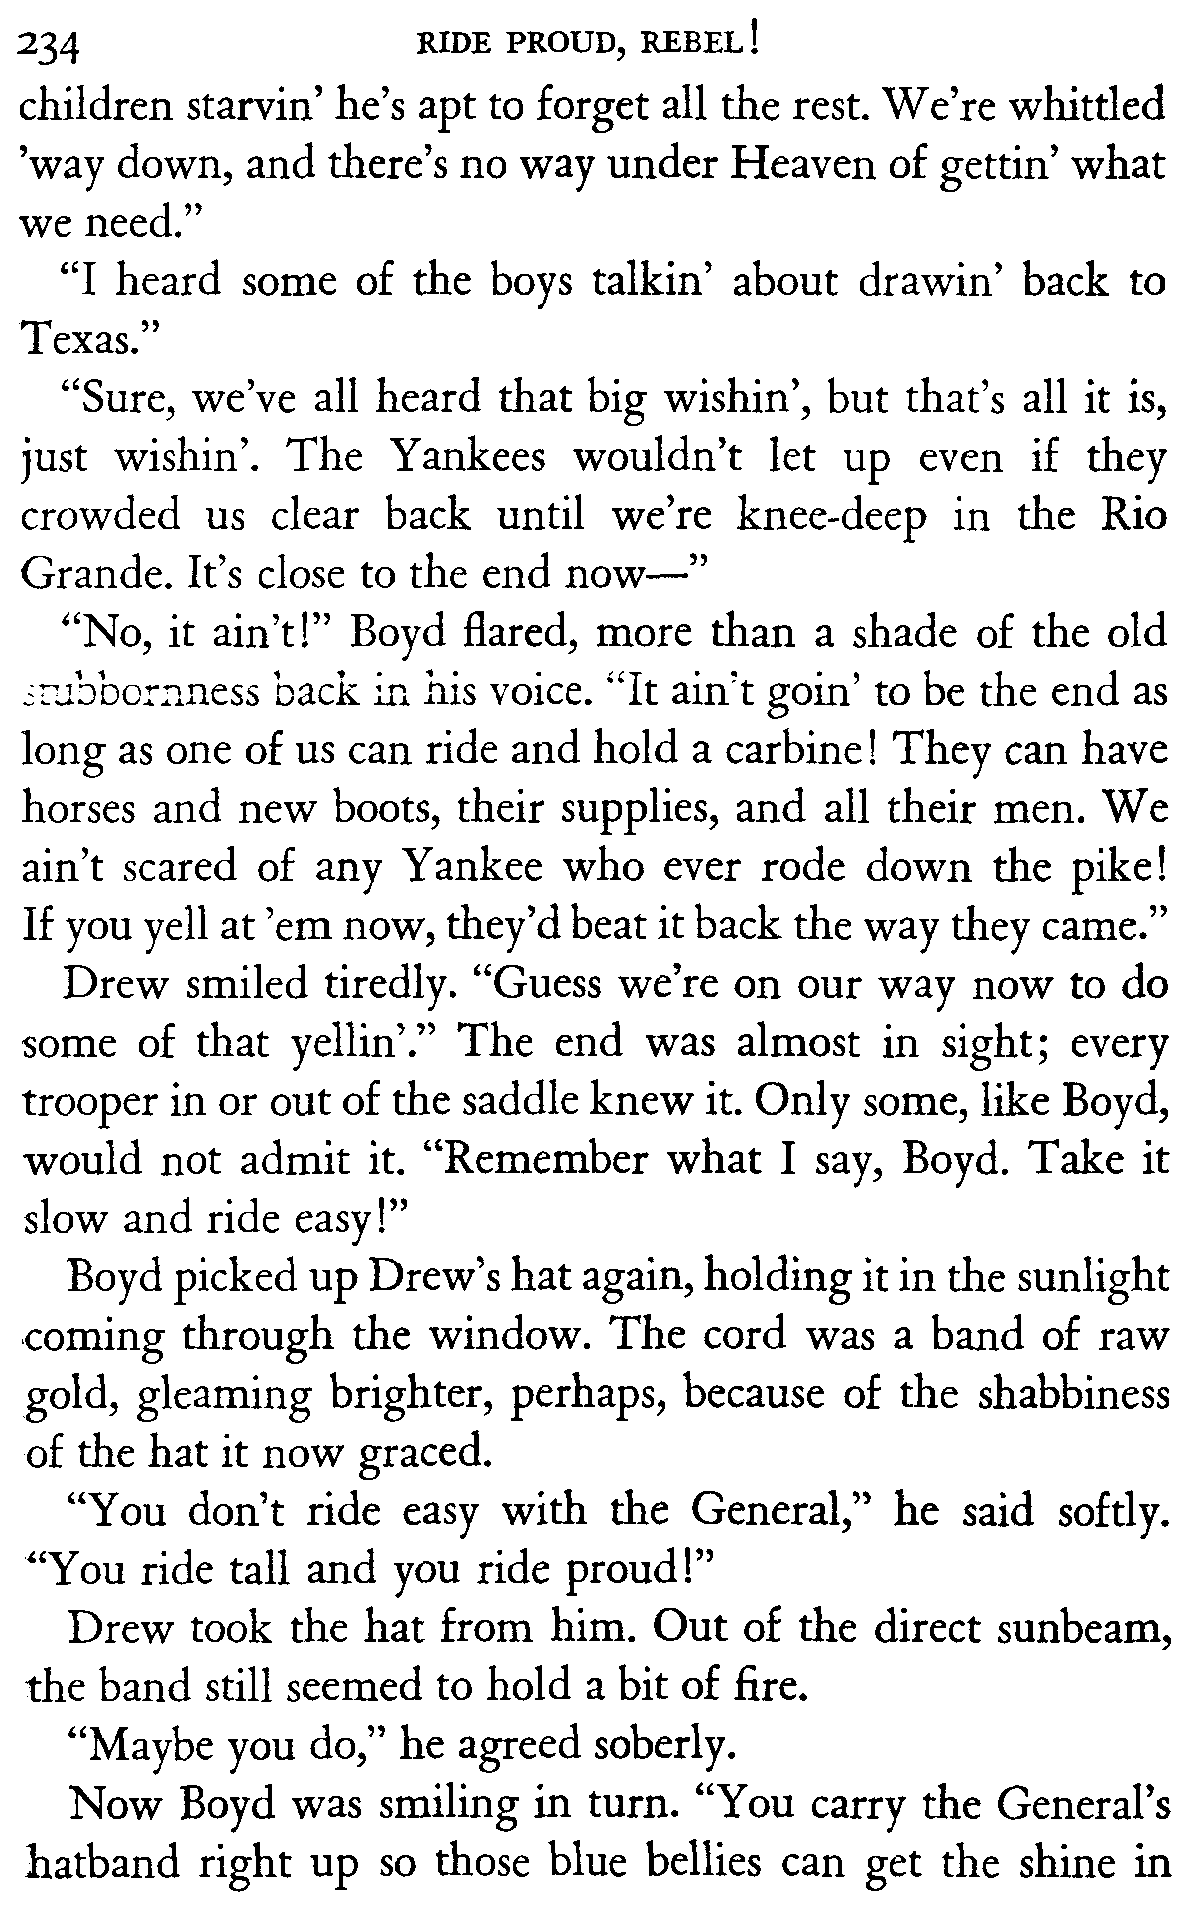 234 RIDE PROUD, REBEL!
children starvin’ he’s apt to forget all the rest. We’re whittled
’way down, and there’s no way under Heaven of gettin’ what
we need.”
“I heard some of the boys talkin’ about drawin’ back to
Texas.”
“Sure, we’ve all heard that big wishin’, but that’s all it is,
just wishin’. The Yankees wouldn’t let up even if they
crowded us clear back until we’re knee-deep in the Rio
Grande. It’s close to the end now—”
“No, it ain’t!” Boyd flared, more than a shade of the old
stubbornness back in his voice. “It ain’t goin’ to be the end as
long as one of us can ride and hold a carbine! They can have
horses and new boots, their supplies, and all their men. We
ain’t scared of any Yankee who ever rode down the pike!
If you yell at ’em now, they’d beat it back the way they came.”
Drew smiled tiredly. “Guess we’re on our way now to do
some of that yellin’.” The end was almost in sight; every
trooper in or out of the saddle knew it. Only some, like Boyd,
would not admit it. “Remember what I say, Boyd. Take it
slow and ride easy!”
Boyd picked up Drew’s hat again, holding it in the sunlight
coming through the window. The cord was a band of raw
gold, gleaming brighter, perhaps, because of the shabbiness
of the hat it now graced.
“You don’t ride easy with the General,” he said softly.
“You ride tall and you ride proud!”
Drew took the hat from him. Out of the direct sunbeam,
the band still seemed to hold a bit of fire.
“Maybe you do,” he agreed soberly.
Now Boyd was smiling in turn. “You carry the General’s
hatband right up so those blue bellies can get the shine in